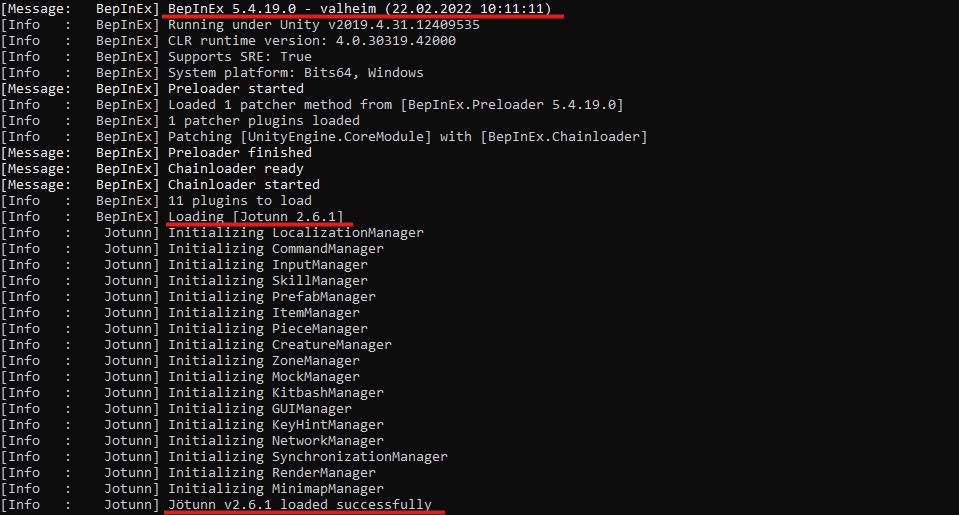 [Message:   BepInEx] BepInEx 5.4.19.0 - valheim (22.02.2022 10:11:11)
[Info   :   BepInEx] Running under Unity v2019.4.31.12409535
[Info   :   BepInEx] CLR runtime version: 4.0.30319.42000
[Info   :   BepInEx] Supports SRE: True
[Info   :   BepInEx] System platform: Bits64, Windows
[Message:   BepInEx] Preloader started
[Info   :   BepInEx] Loaded 1 patcher method from [BepInEx.Preloader 5.4.19.0]
[Info   :   BepInEx] 1 patcher plugins loaded
[Info   :   BepInEx] Patching [UnityEngine.CoreModule] with [BepInEx.Chainloader]
[Message:   BepInEx] Preloader finished
[Message:   BepInEx] Chainloader ready
[Message:   BepInEx] Chainloader started
[Info   :   BepInEx] 11 plugins to load
[Info   :   BepInEx] Loading [Jotunn 2.6.1]
[Info   :    Jotunn] Initializing LocalizationManager
[Info   :    Jotunn] Initializing CommandManager
[Info   :    Jotunn] Initializing InputManager
[Info   :    Jotunn] Initializing SkillManager
[Info   :    Jotunn] Initializing PrefabManager
[Info   :    Jotunn] Initializing ItemManager
[Info   :    Jotunn] Initializing PieceManager
[Info   :    Jotunn] Initializing CreatureManager
[Info   :    Jotunn] Initializing ZoneManager
[Info   :    Jotunn] Initializing MockManager
[Info   :    Jotunn] Initializing KitbashManager
[Info   :    Jotunn] Initializing GUIManager
[Info   :    Jotunn] Initializing KeyHintManager
[Info   :    Jotunn] Initializing NetworkManager
[Info   :    Jotunn] Initializing SynchronizationManager
[Info   :    Jotunn] Initializing RenderManager
[Info   :    Jotunn] Initializing MinimapManager
[Info   :    Jotunn] Jötunn v2.6.1 loaded successfully